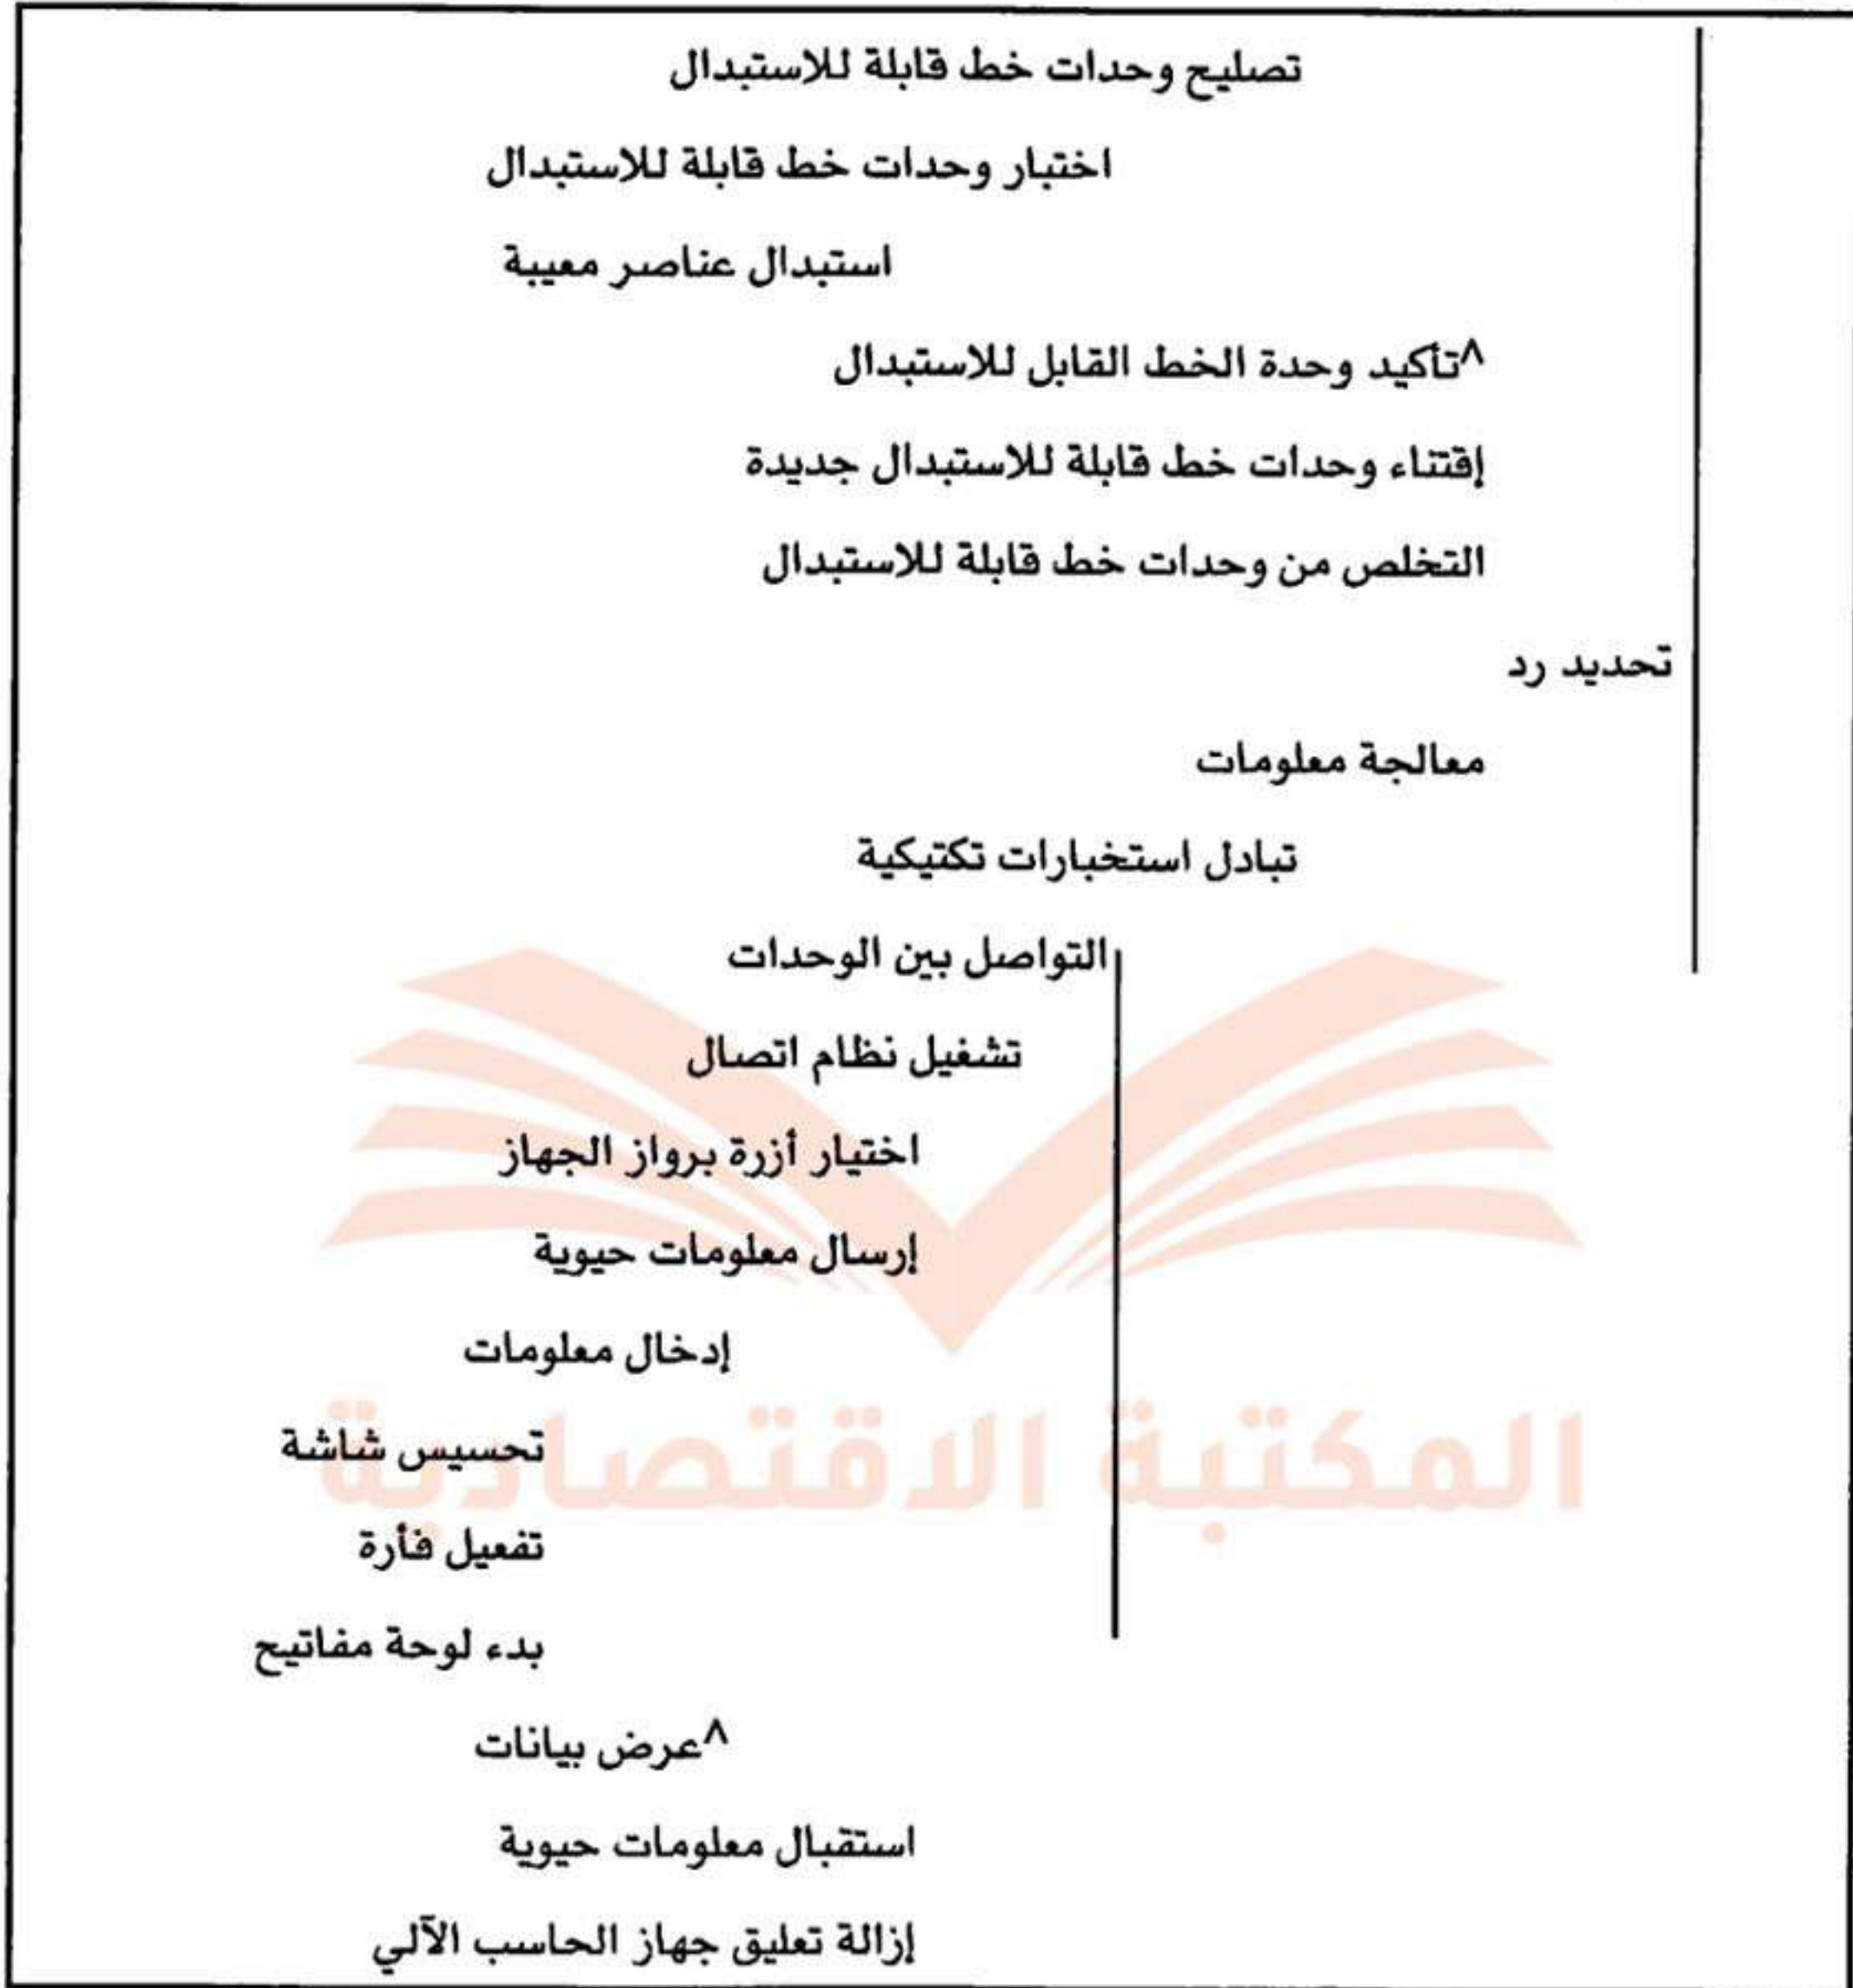 تصليح وحدات خط قابلة للاستبدال
اختبار وحدات خط قابلة للاستبدال
استبدال عناصر معيبة
^تأكيد وحدة الخط القابل للاستبدال
إقتناء وحدات خط قابلة للاستبدال جديدة
التخلص من وحدات خط قابلة للاستبدال
تحديد رد
معالجة معلومات
تبادل استخبارات تكتيكية
التواصل بين الوحدات
تشغيل نظام اتصال
اختيار أزرة برواز الجهاز
إرسال معلومات حيوية
إدخال معلومات
تحسيس شاشة
تفعيل فأرة
بدء لوحة مفاتيح
^عرض بيانات
استقبال معلومات حيوية
إزالة تعليق جهاز الحاسب الآلي
المكتبة الاقتصادية